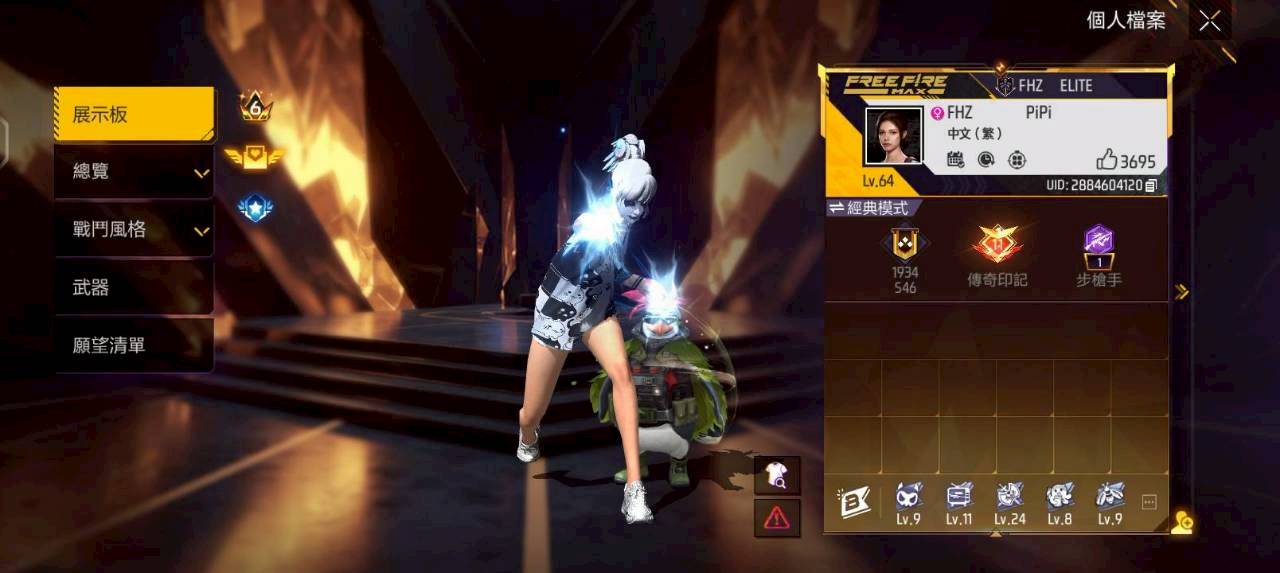 個人檔案
展示板
6
總覽
戰鬥風格
武器
願望清單
FREE FIRE
MAX
FHZ ELITE
FHZ PiPi
中文(繁)
3695
Lv.64
UID: 2884604120
經典模式
1934
546
傳奇印記
1
步槍手
B
Lv.9 Lv.11 Lv.24 Lv.8 Lv.9